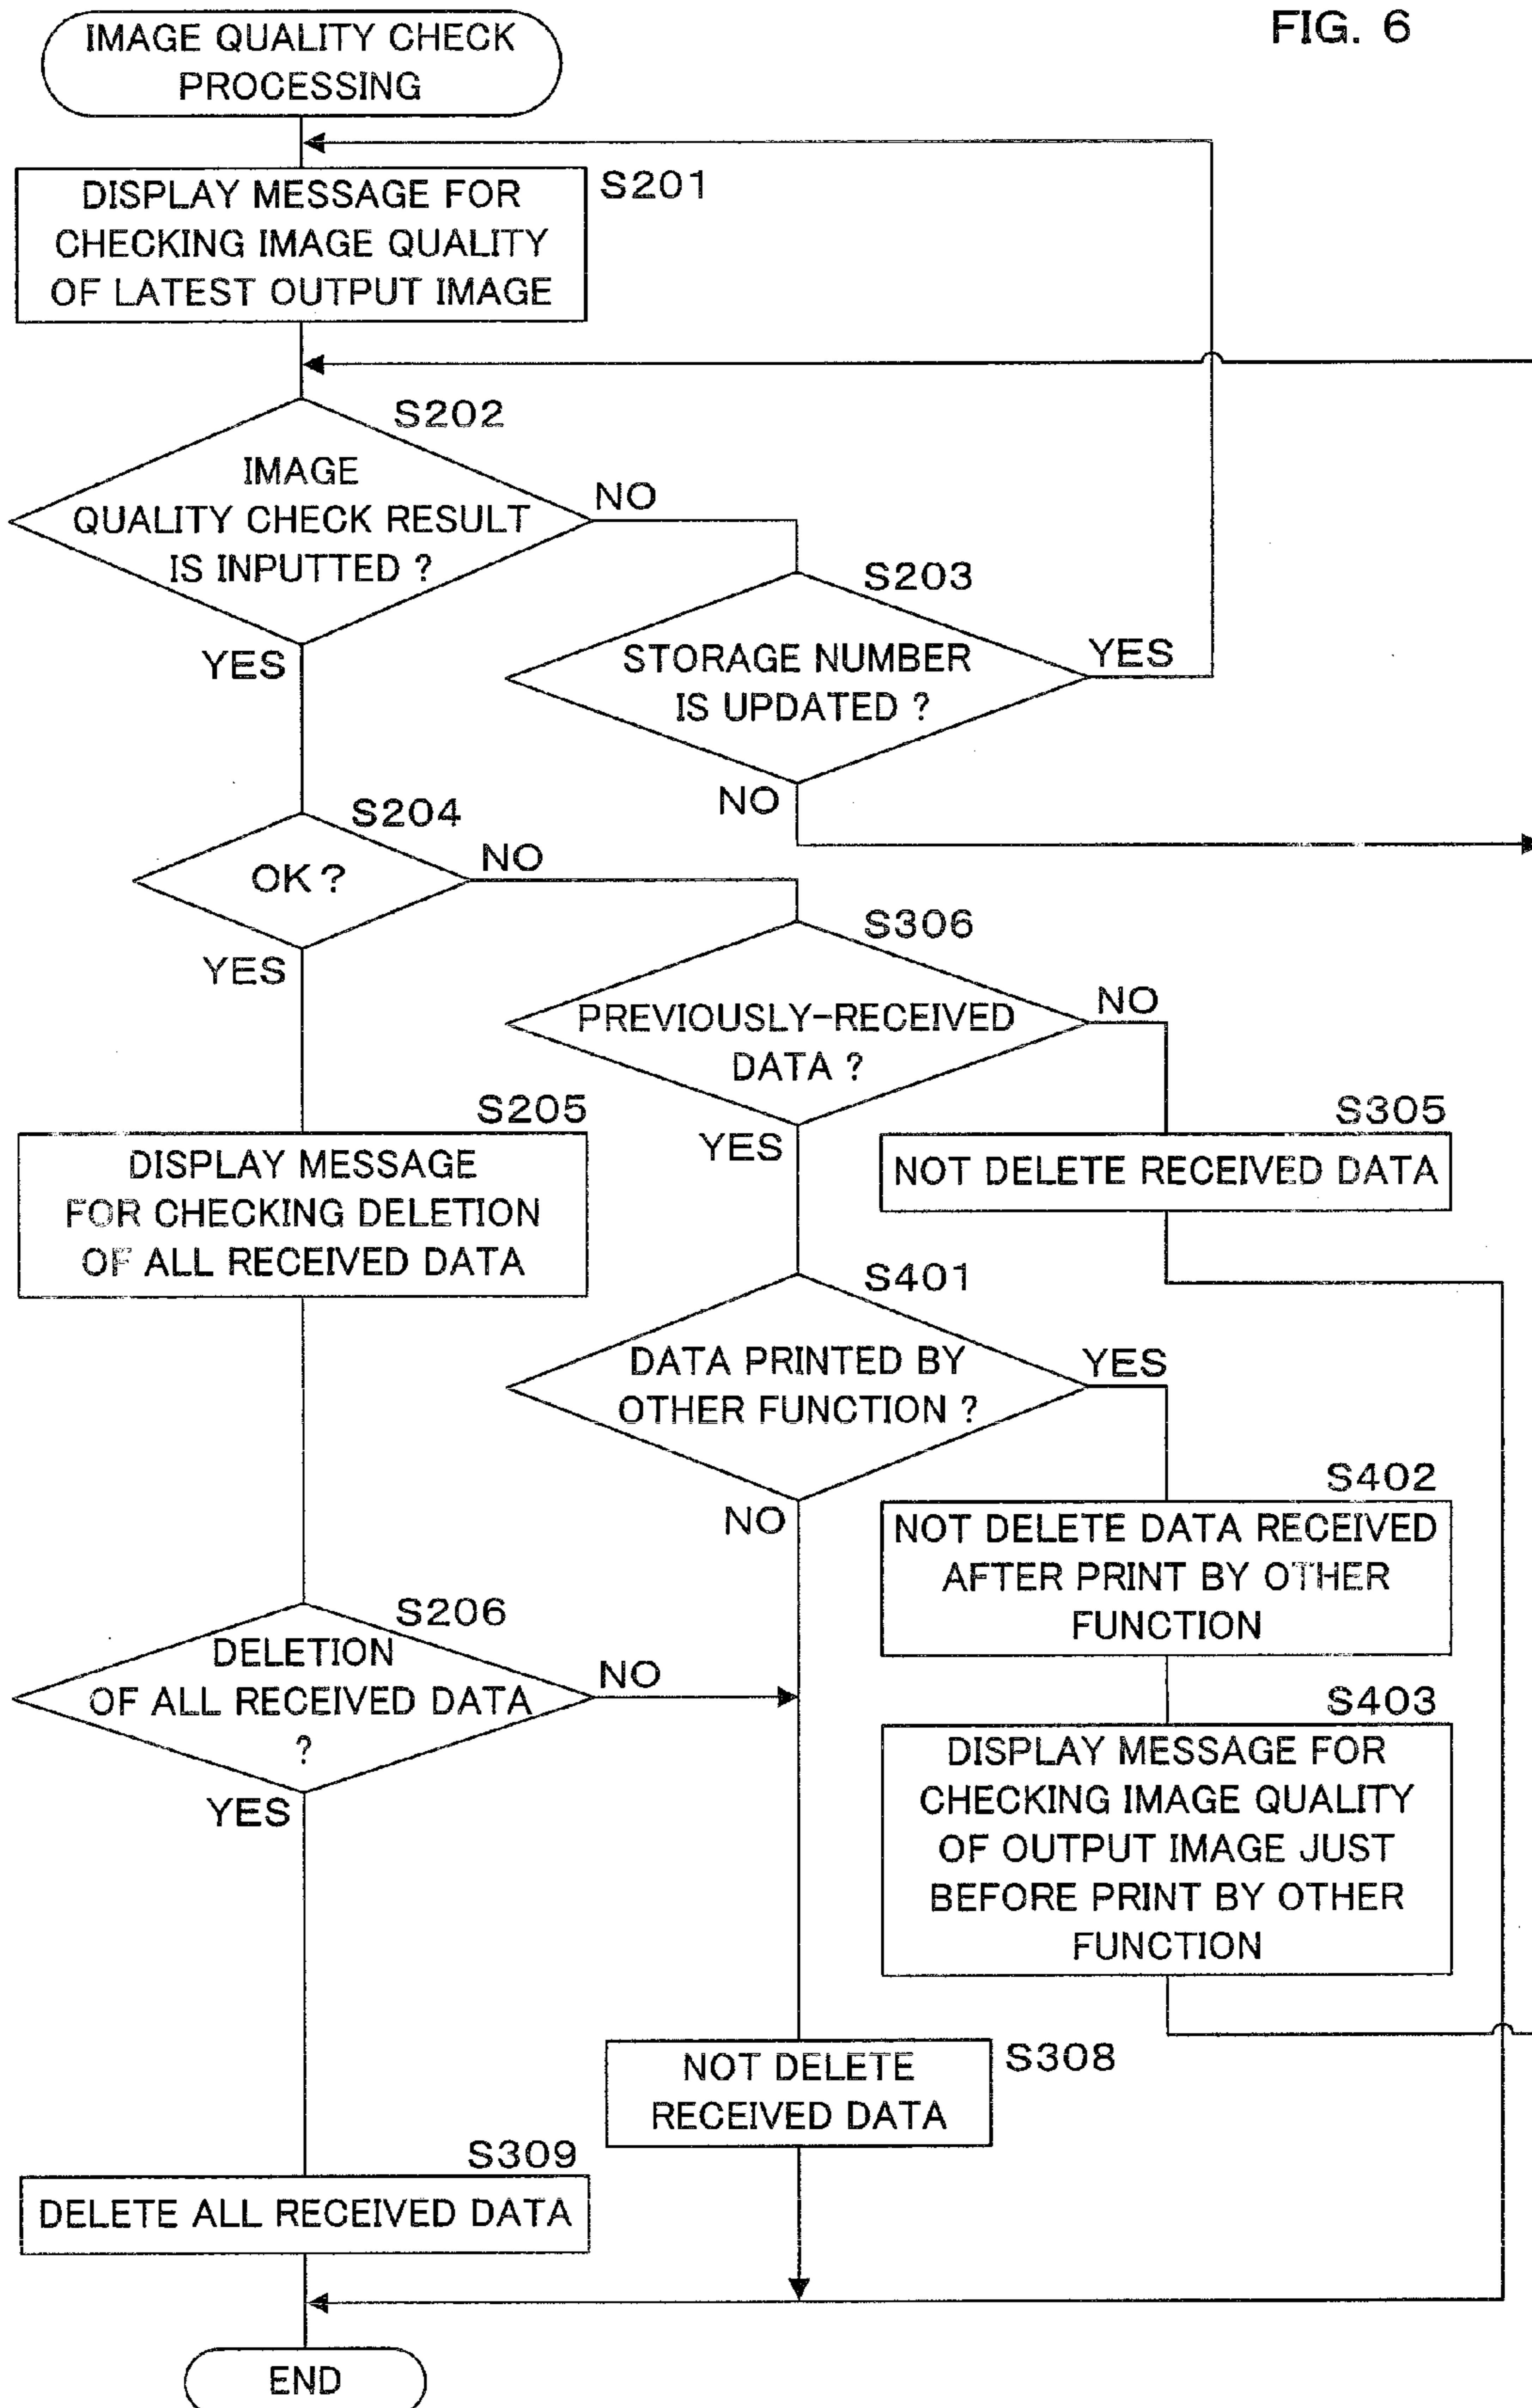 FIG. 6
IMAGE QUALITY CHECK
PROCESSING
S201
DISPLAY MESSAGE FOR
CHECKING IMAGE QUALITY
OF LATEST OUTPUT IMAGE
S202
IMAGE
QUALITY CHECK RESULT
IS INPUTTED ?
NO
YES
S203
STORAGE NUMBER
IS UPDATED ?
YES
NO
S204
OK ?
NO
YES
S306
PREVIOUSLY-RECEIVED
DATA ?
NO
YES
S305
NOT DELETE RECEIVED DATA
S205
DISPLAY MESSAGE
FOR CHECKING DELETION
OF ALL RECEIVED DATA
S401
DATA PRINTED BY
OTHER FUNCTION ?
YES
NO
S402
NOT DELETE DATA RECEIVED
AFTER PRINT BY OTHER
FUNCTION
S206
DELETION
OF ALL RECEIVED DATA
?
NO
YES
S403
DISPLAY MESSAGE FOR
CHECKING IMAGE QUALITY
OF OUTPUT IMAGE JUST
BEFORE PRINT BY OTHER
FUNCTION
S308
NOT DELETE
RECEIVED DATA
S309
DELETE ALL RECEIVED DATA
END